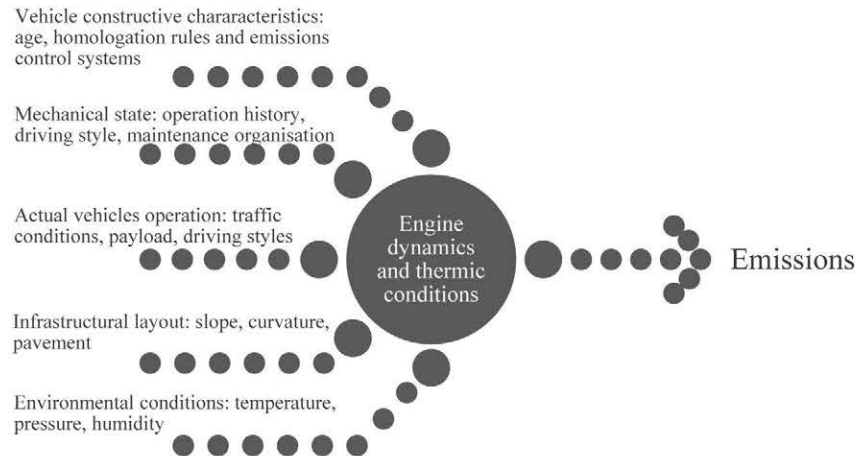 Vehicle constructive chararacteristics:
age, homologation rules and emissions
control systems
Mechanical state: operation history,
driving style, maintenance organisation
Actual vehicles operation: traffic
conditions, payload, driving styles
Engine
dynamics
and thermic
conditions
Emissions
Infrastructural layout: slope, curvature,
pavement
Environmental conditions: temperature,
pressure, humidity